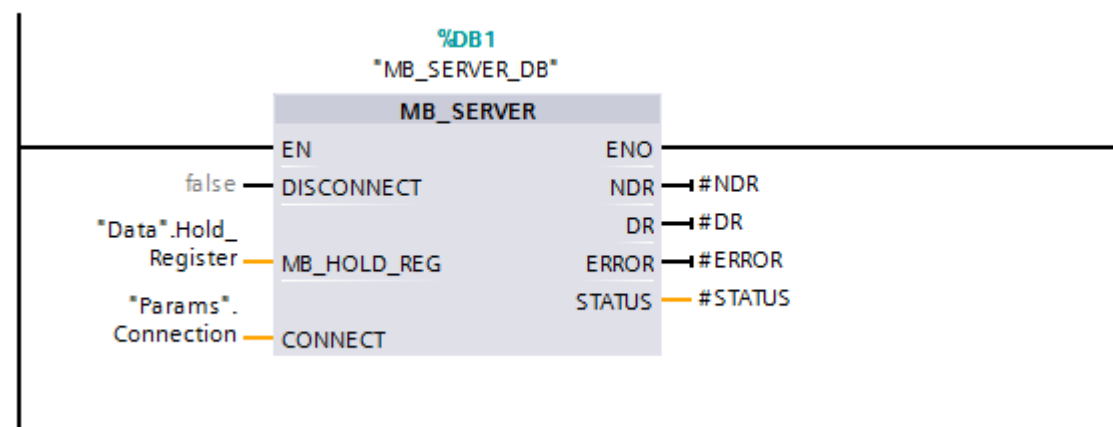 %DB1
"MB_SERVER_DB"
MB_SERVER
EN ENO
false DISCONNECT NDR #NDR
DR #DR
"Data".Hold_
Register MB_HOLD_REG ERROR #ERROR
STATUS #STATUS
"Params".
Connection CONNECT